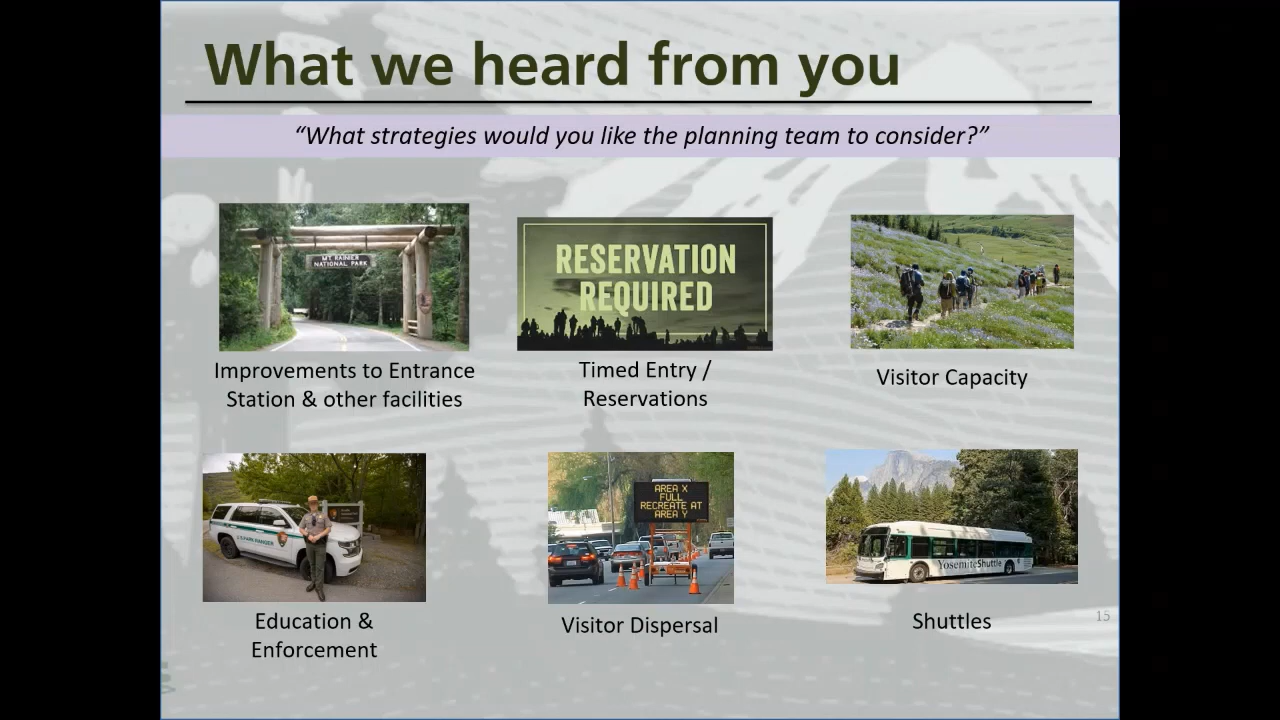 What we heard from you
“What strategies would you like the planning team to consider?”
MT. RAINIER
NATIONAL PARK
RESERVATION
REQUIRED
Improvements to Entrance
Station & other facilities
Timed Entry /
Reservations
Visitor Capacity
U.S. PARK RANGER
AREA X
FULL
RECREATE AT
AREA Y
YosemiteShuttle
Education &
Enforcement
Visitor Dispersal
Shuttles
15